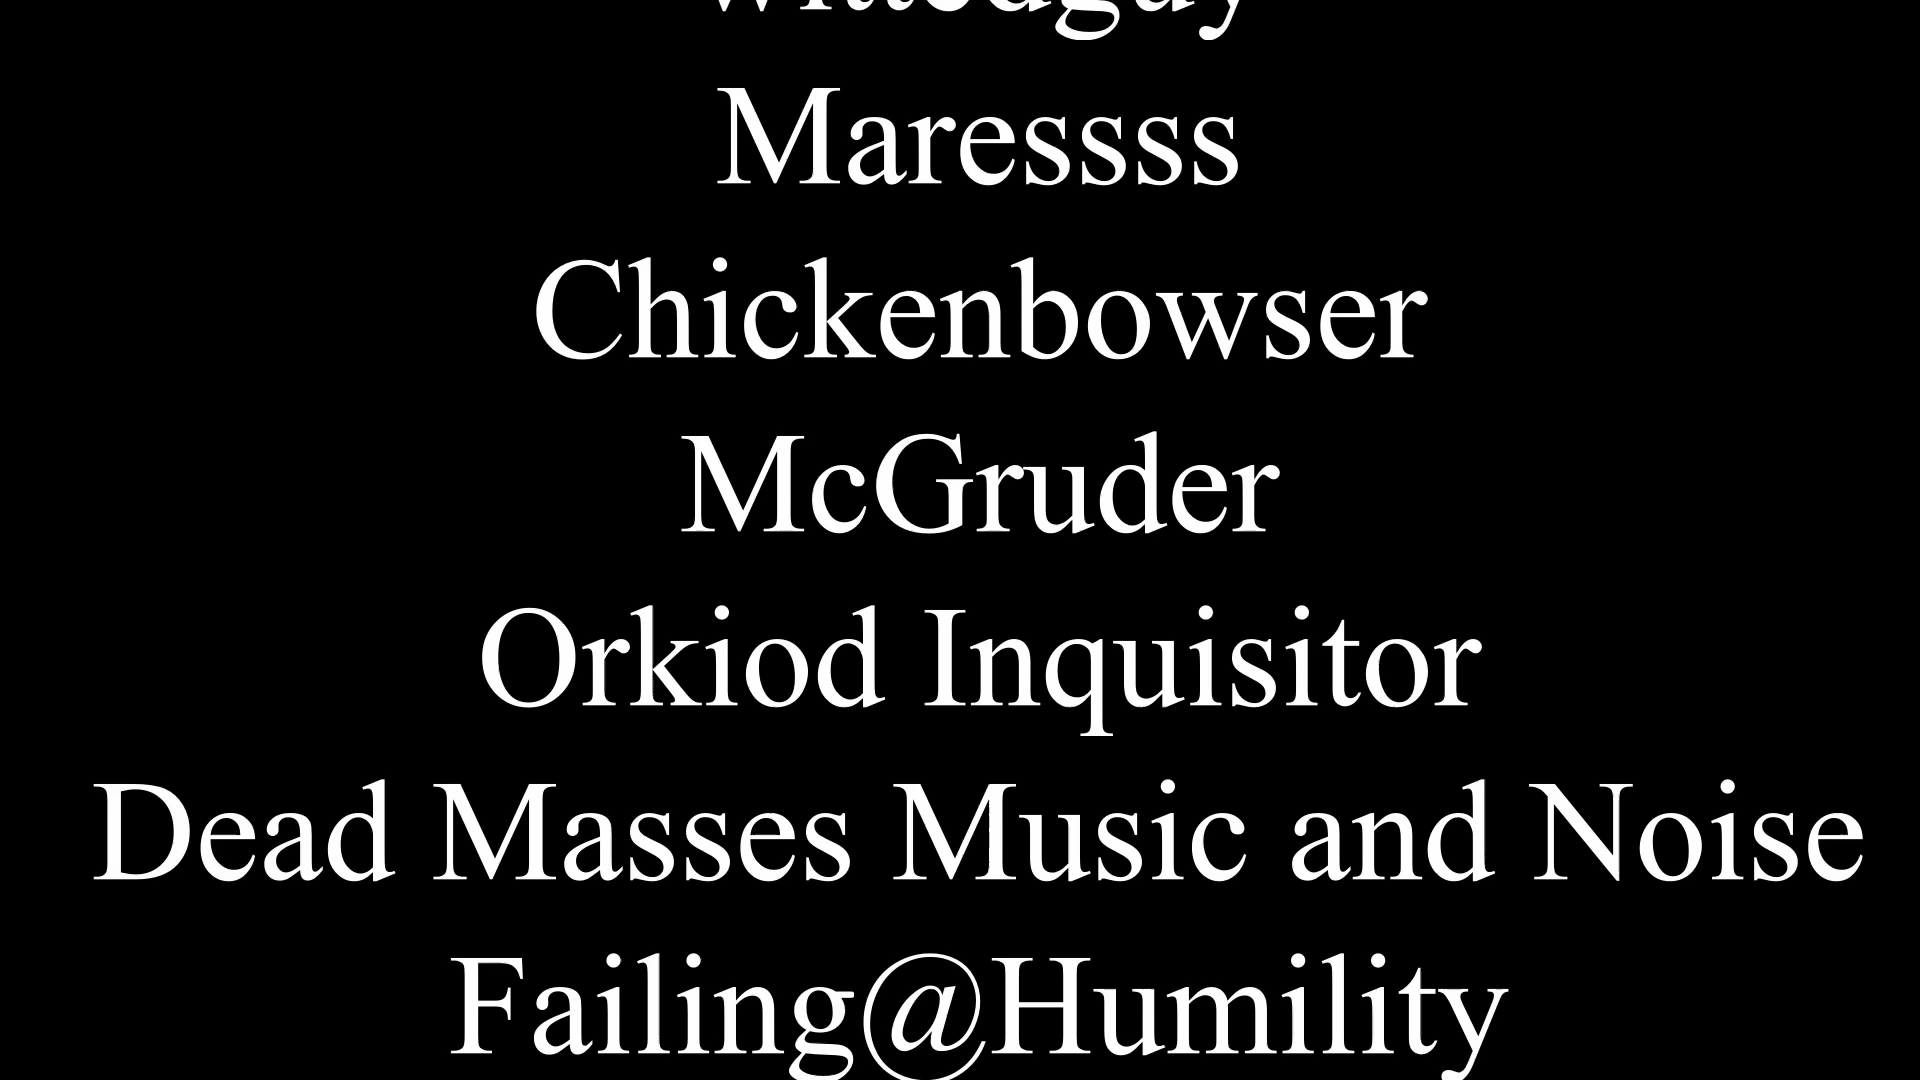 Maressss
Chickenbowser
McGruder
Orkiod Inquisitor
Dead Masses Music and Noise
Failing@Humility